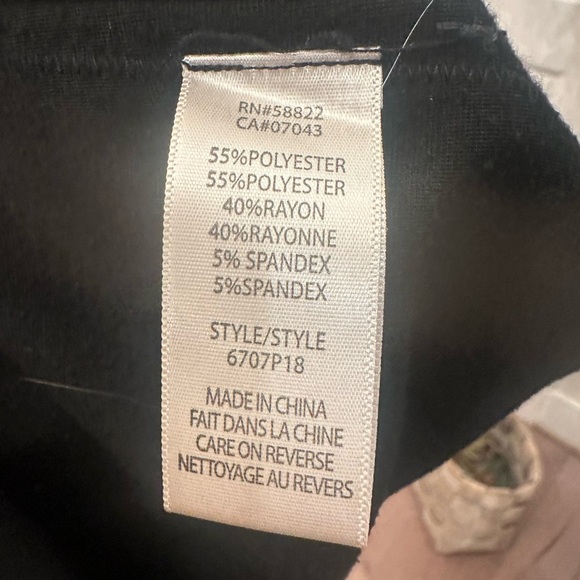 RN#58822
CA#07043
55%POLYESTER
55%POLYESTER
40%RAYON
40%RAYONNE
5% SPANDEX
5%SPANDEX
STYLE/STYLE
6707P18
MADE IN CHINA
FAIT DANS LA CHINE
CARE ON REVERSE
NETTOYAGE AU REVERS